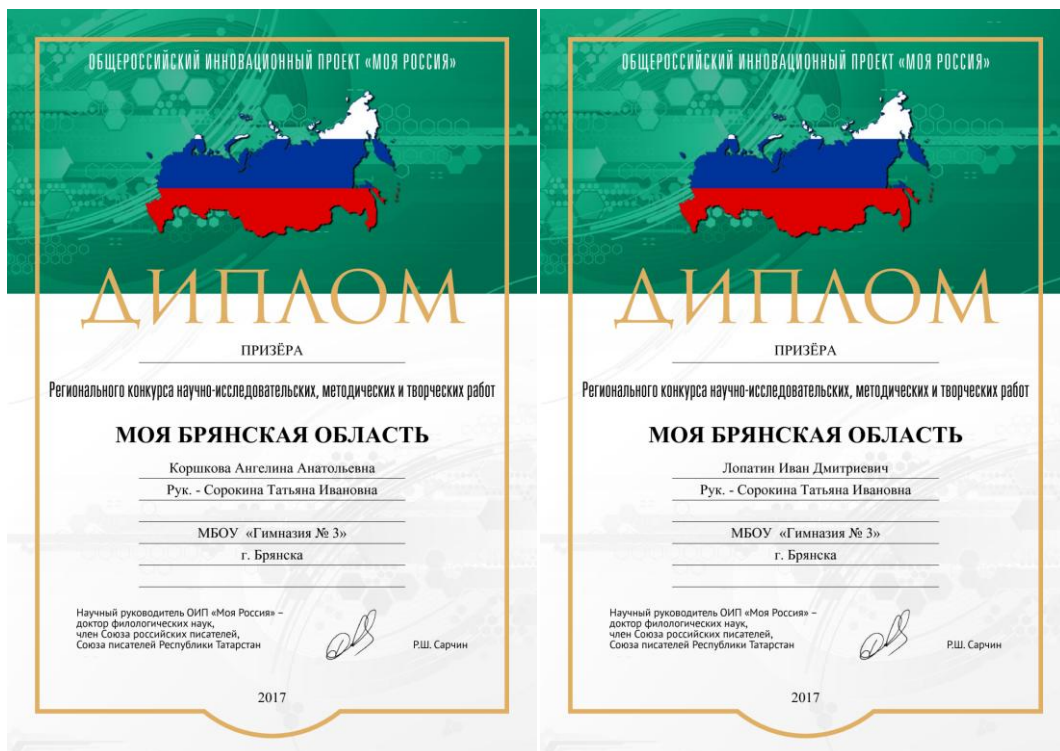 ОБЩЕРОССИЙСКИЙ ИННОВАЦИОННЫЙ ПРОЕКТ «МОЯ РОССИЯ»
ДИПЛОМ
ПРИЗЁРА
Регионального конкурса научно-исследовательских, методических и творческих работ
МОЯ БРЯНСКАЯ ОБЛАСТЬ
Коршкова Ангелина Анатольевна
Рук. - Сорокина Татьяна Ивановна
МБОУ «Гимназия № 3»
г. Брянска
Научный руководитель ОИП «Моя Россия» –
доктор филологических наук,
член Союза российских писателей,
Союза писателей Республики Татарстан
Р.Ш. Сарчин
2017
ОБЩЕРОССИЙСКИЙ ИННОВАЦИОННЫЙ ПРОЕКТ «МОЯ РОССИЯ»
ДИПЛОМ
ПРИЗЁРА
Регионального конкурса научно-исследовательских, методических и творческих работ
МОЯ БРЯНСКАЯ ОБЛАСТЬ
Лопатин Иван Дмитриевич
Рук. - Сорокина Татьяна Ивановна
МБОУ «Гимназия № 3»
г. Брянска
Научный руководитель ОИП «Моя Россия» –
доктор филологических наук,
член Союза российских писателей,
Союза писателей Республики Татарстан
Р.Ш. Сарчин
2017